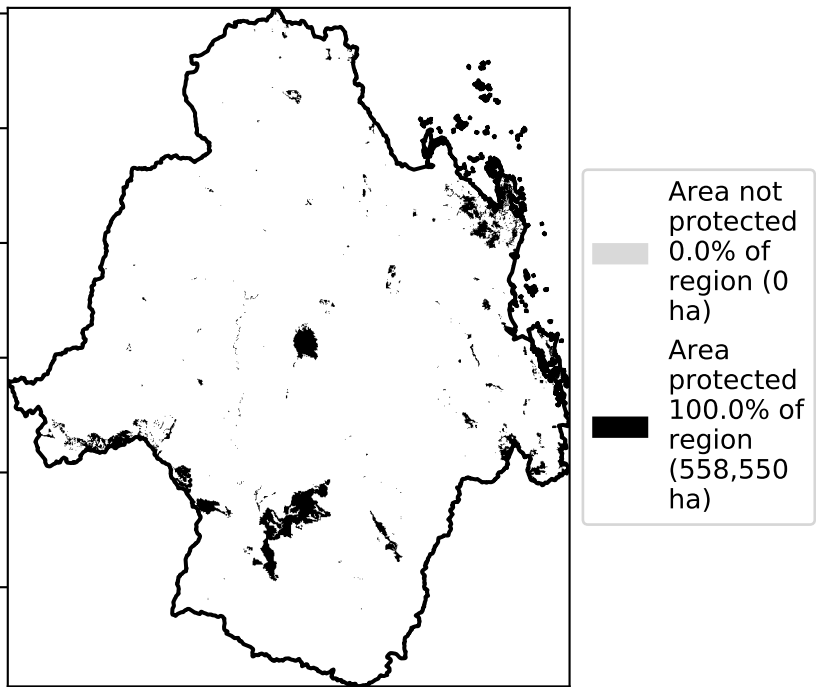 Area not
protected
0.0% of
region (0
ha)
Area
protected
100.0% of
region
(558,550
ha)